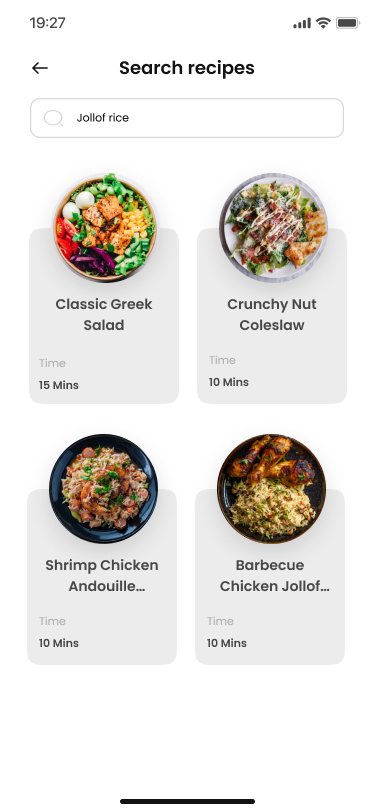 19:27
Search recipes
Jollof rice
Classic Greek
Salad
Time
15 Mins
Crunchy Nut
Coleslaw
Time
10 Mins
Shrimp Chicken
Andouille...
Time
10 Mins
Barbecue
Chicken Jollof...
Time
10 Mins